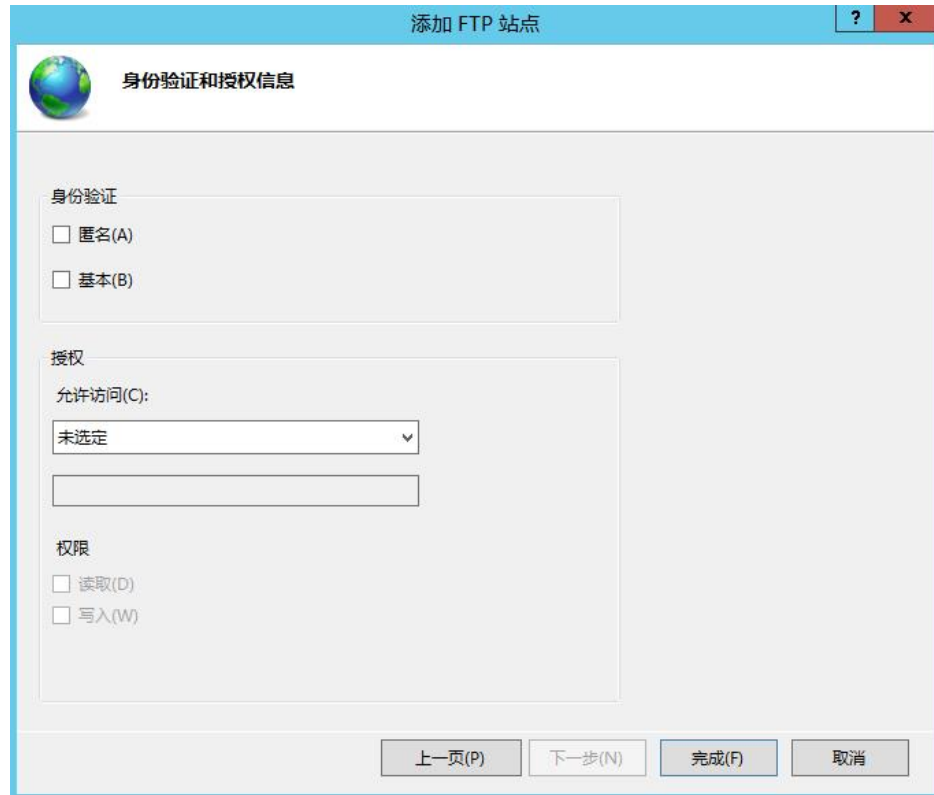 添加 FTP 站点
? x
身份验证和授权信息
身份验证
匿名(A)
基本(B)
授权
允许访问(C):
未选定
权限
读取(D)
写入(W)
上一页(P) 下一步(N) 完成(F) 取消